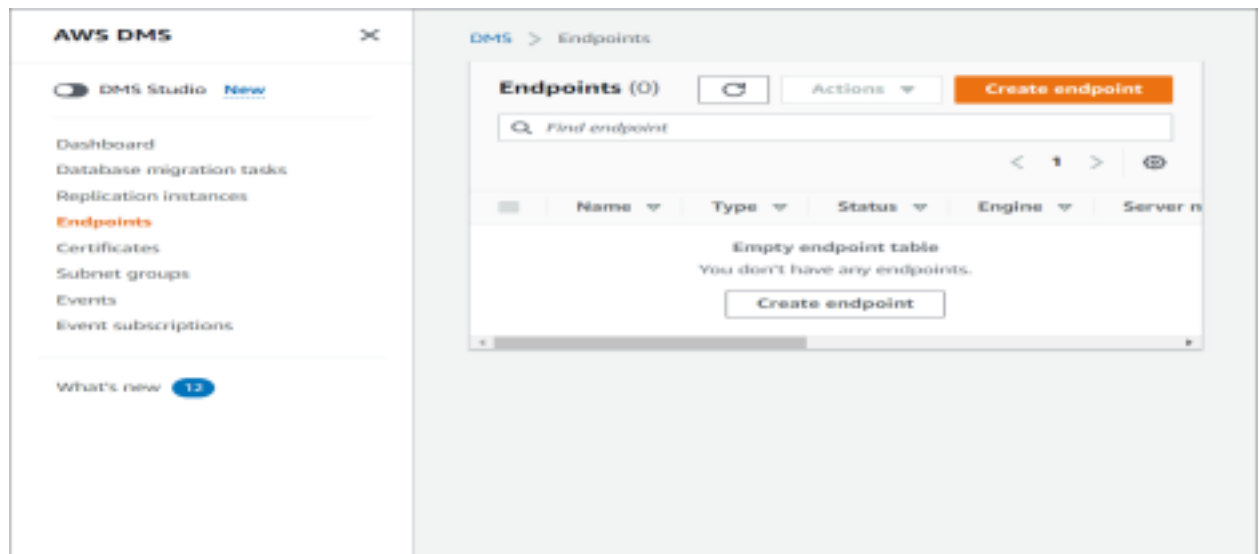 AWS DMS
DMS Studio New
Dashboard
Database migration tasks
Replication instances
Endpoints
Certificates
Subnet groups
Events
Event subscriptions
What's new 12
DMS > Endpoints
Endpoints (0) Actions Create endpoint
Find endpoint
< 1 >
Name Type Status Engine Server n
Empty endpoint table
You don't have any endpoints.
Create endpoint